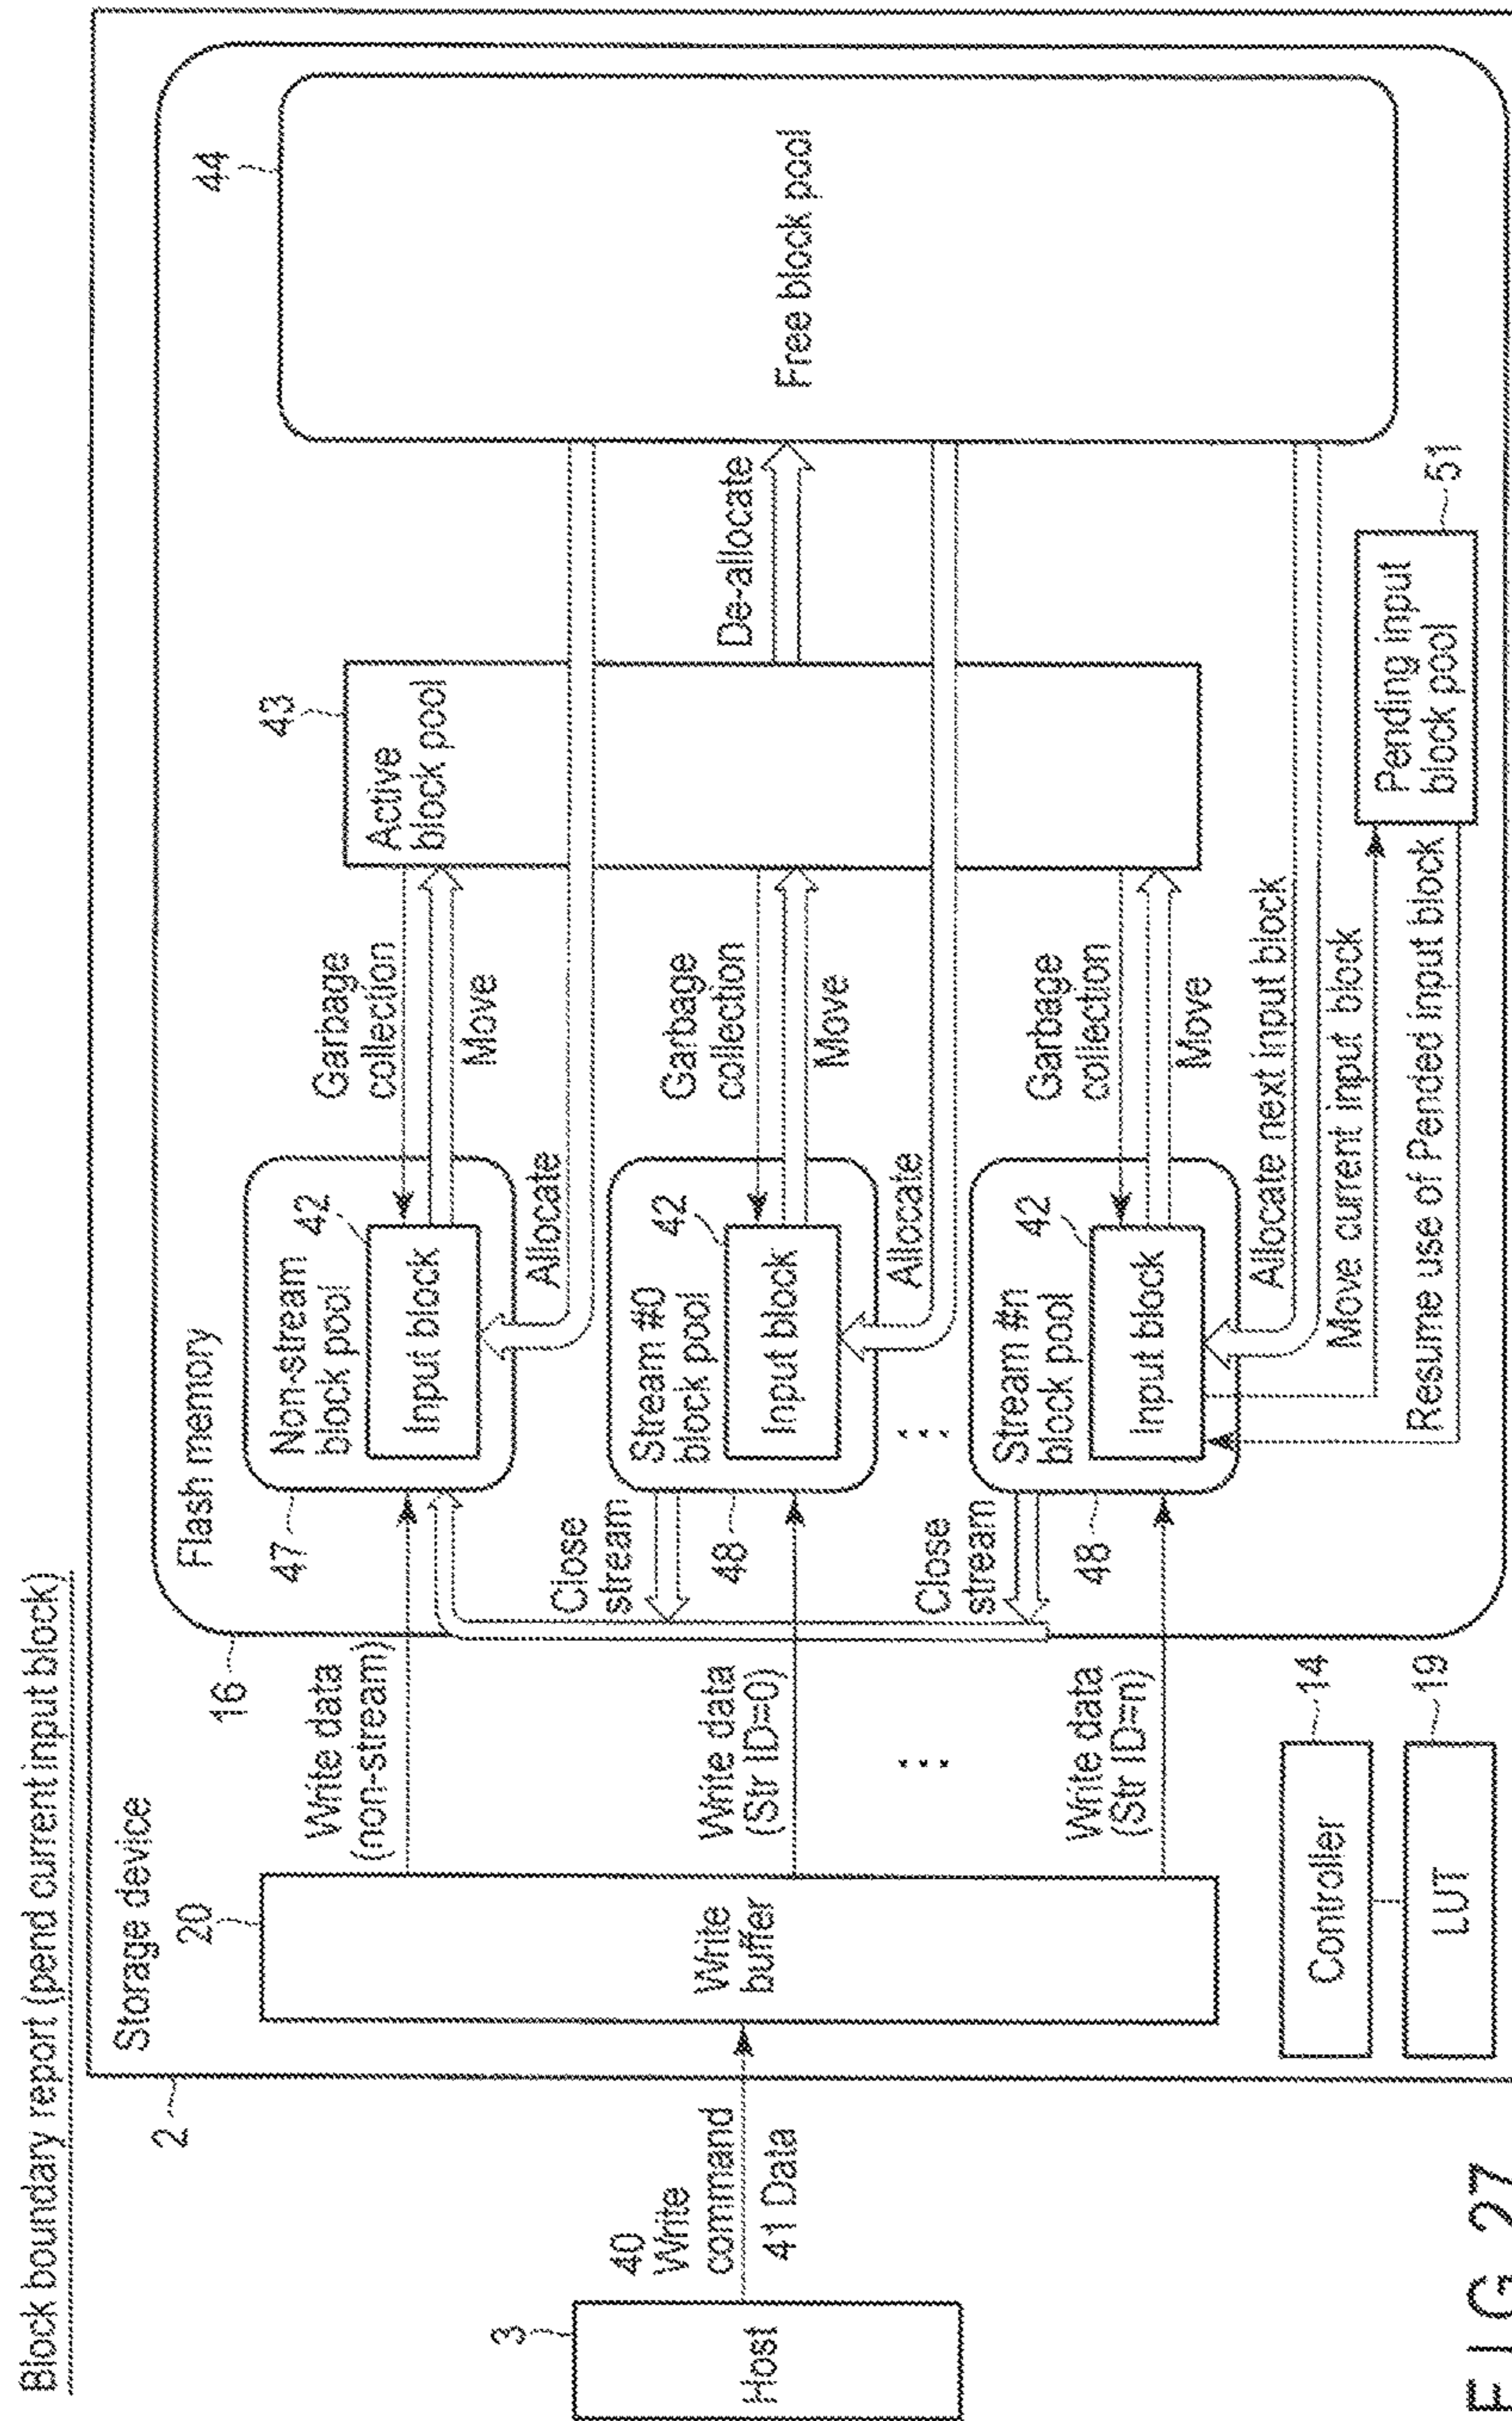 Block boundary report (pend current input block)
3
Host
40
Write
command
41 Data
2
Storage device
20
Write
buffer
14
Controller
19
LUT
16
Flash memory
Write data
(non-stream)
Write data
(Str ID=0)
...
Write data
(Str ID=n)
47
Non-stream
block pool
42
Input block
Close
stream
48
Stream #0
block pool
42
Input block
...
Close
stream
48
Stream #n
block pool
42
Input block
Garbage
collection
Move
Allocate
Garbage
collection
Move
Allocate
Garbage
collection
Move
Allocate next input block
Move current input block
Resume use of Pended input block
43
Active
block pool
De-allocate
44
Free block pool
51
Pending input
block pool
FIG. 27